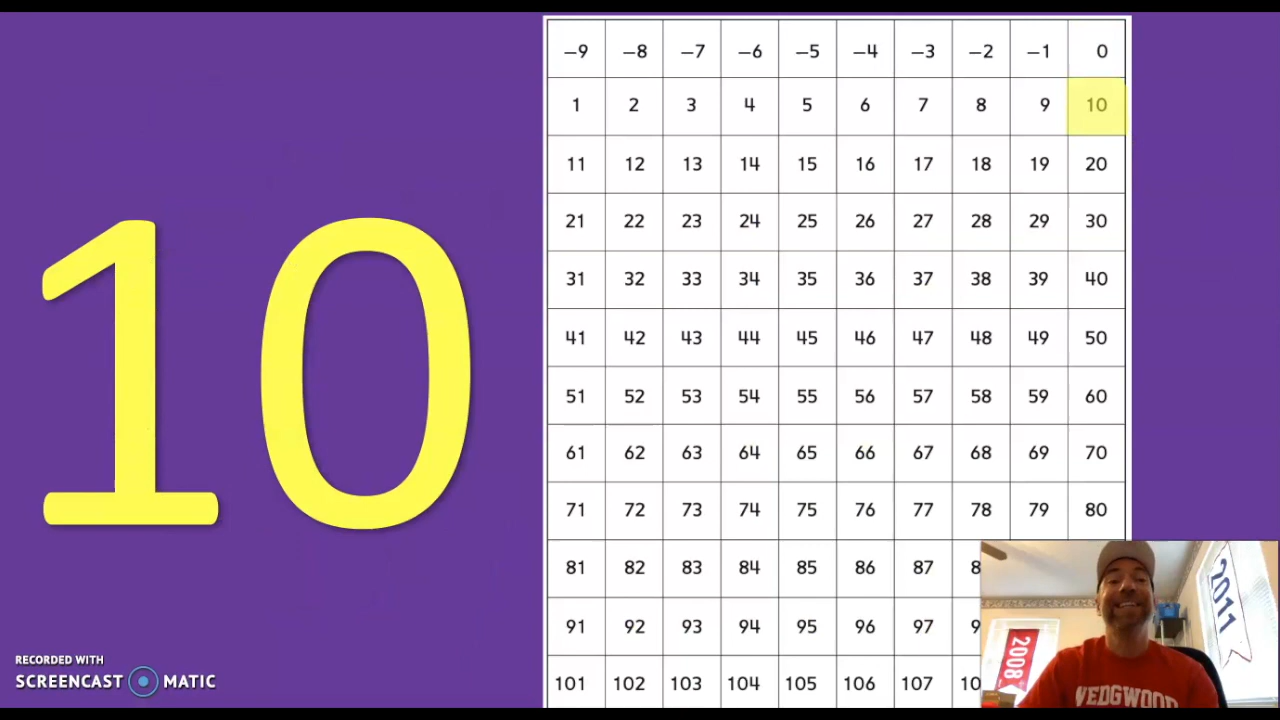 10
–9 –8 –7 –6 –5 –4 –3 –2 –1 0
1 2 3 4 5 6 7 8 9 10
11 12 13 14 15 16 17 18 19 20
21 22 23 24 25 26 27 28 29 30
31 32 33 34 35 36 37 38 39 40
41 42 43 44 45 46 47 48 49 50
51 52 53 54 55 56 57 58 59 60
61 62 63 64 65 66 67 68 69 70
71 72 73 74 75 76 77 78 79 80
81 82 83 84 85 86 87 8
91 92 93 94 95 96 97 9
101 102 103 104 105 106 107 10
2011
2008
WEDGWOOD
RECORDED WITH
SCREENCAST MATIC